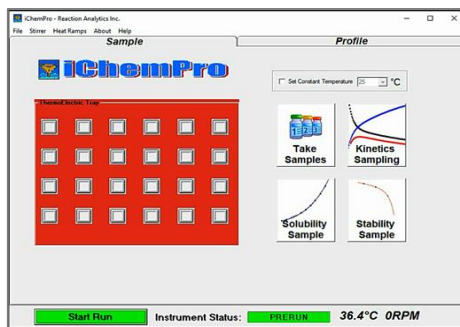 iChemPro - Reaction Analytics Inc.
File Stirrer Heat Ramps About Help
Sample
Profile
iChemPro
Set Constant Temperature 25 °C
ThermoElectric Tray
Take
Samples
Kinetics
Sampling
Solubility
Sample
Stability
Sample
Start Run
Instrument Status:
PRERUN
36.4°C 0RPM